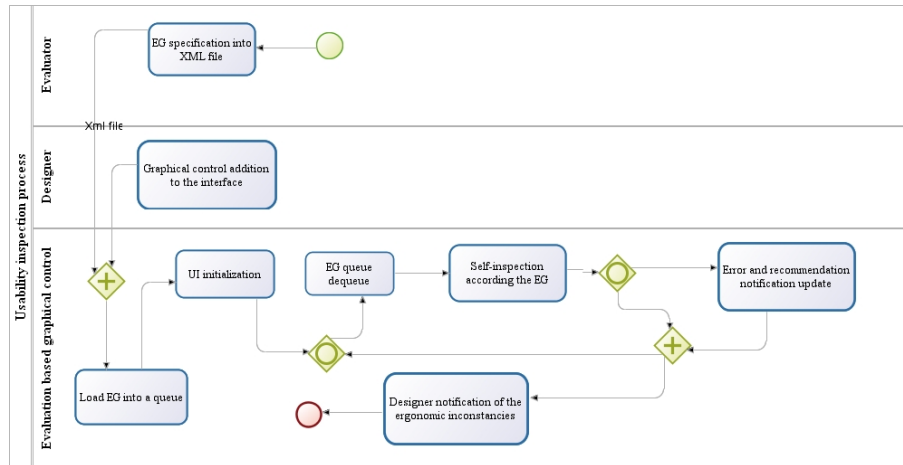 Usability inspection process
Evaluator
EG specification into
XML file
Xml file
Designer
Graphical control addition
to the interface
Evaluation based graphical control
UI initialization
EG queue
dequeue
Self-inspection
according the EG
Error and recommendation
notification update
Load EG into a queue
Designer notification of the
ergonomic inconstancies